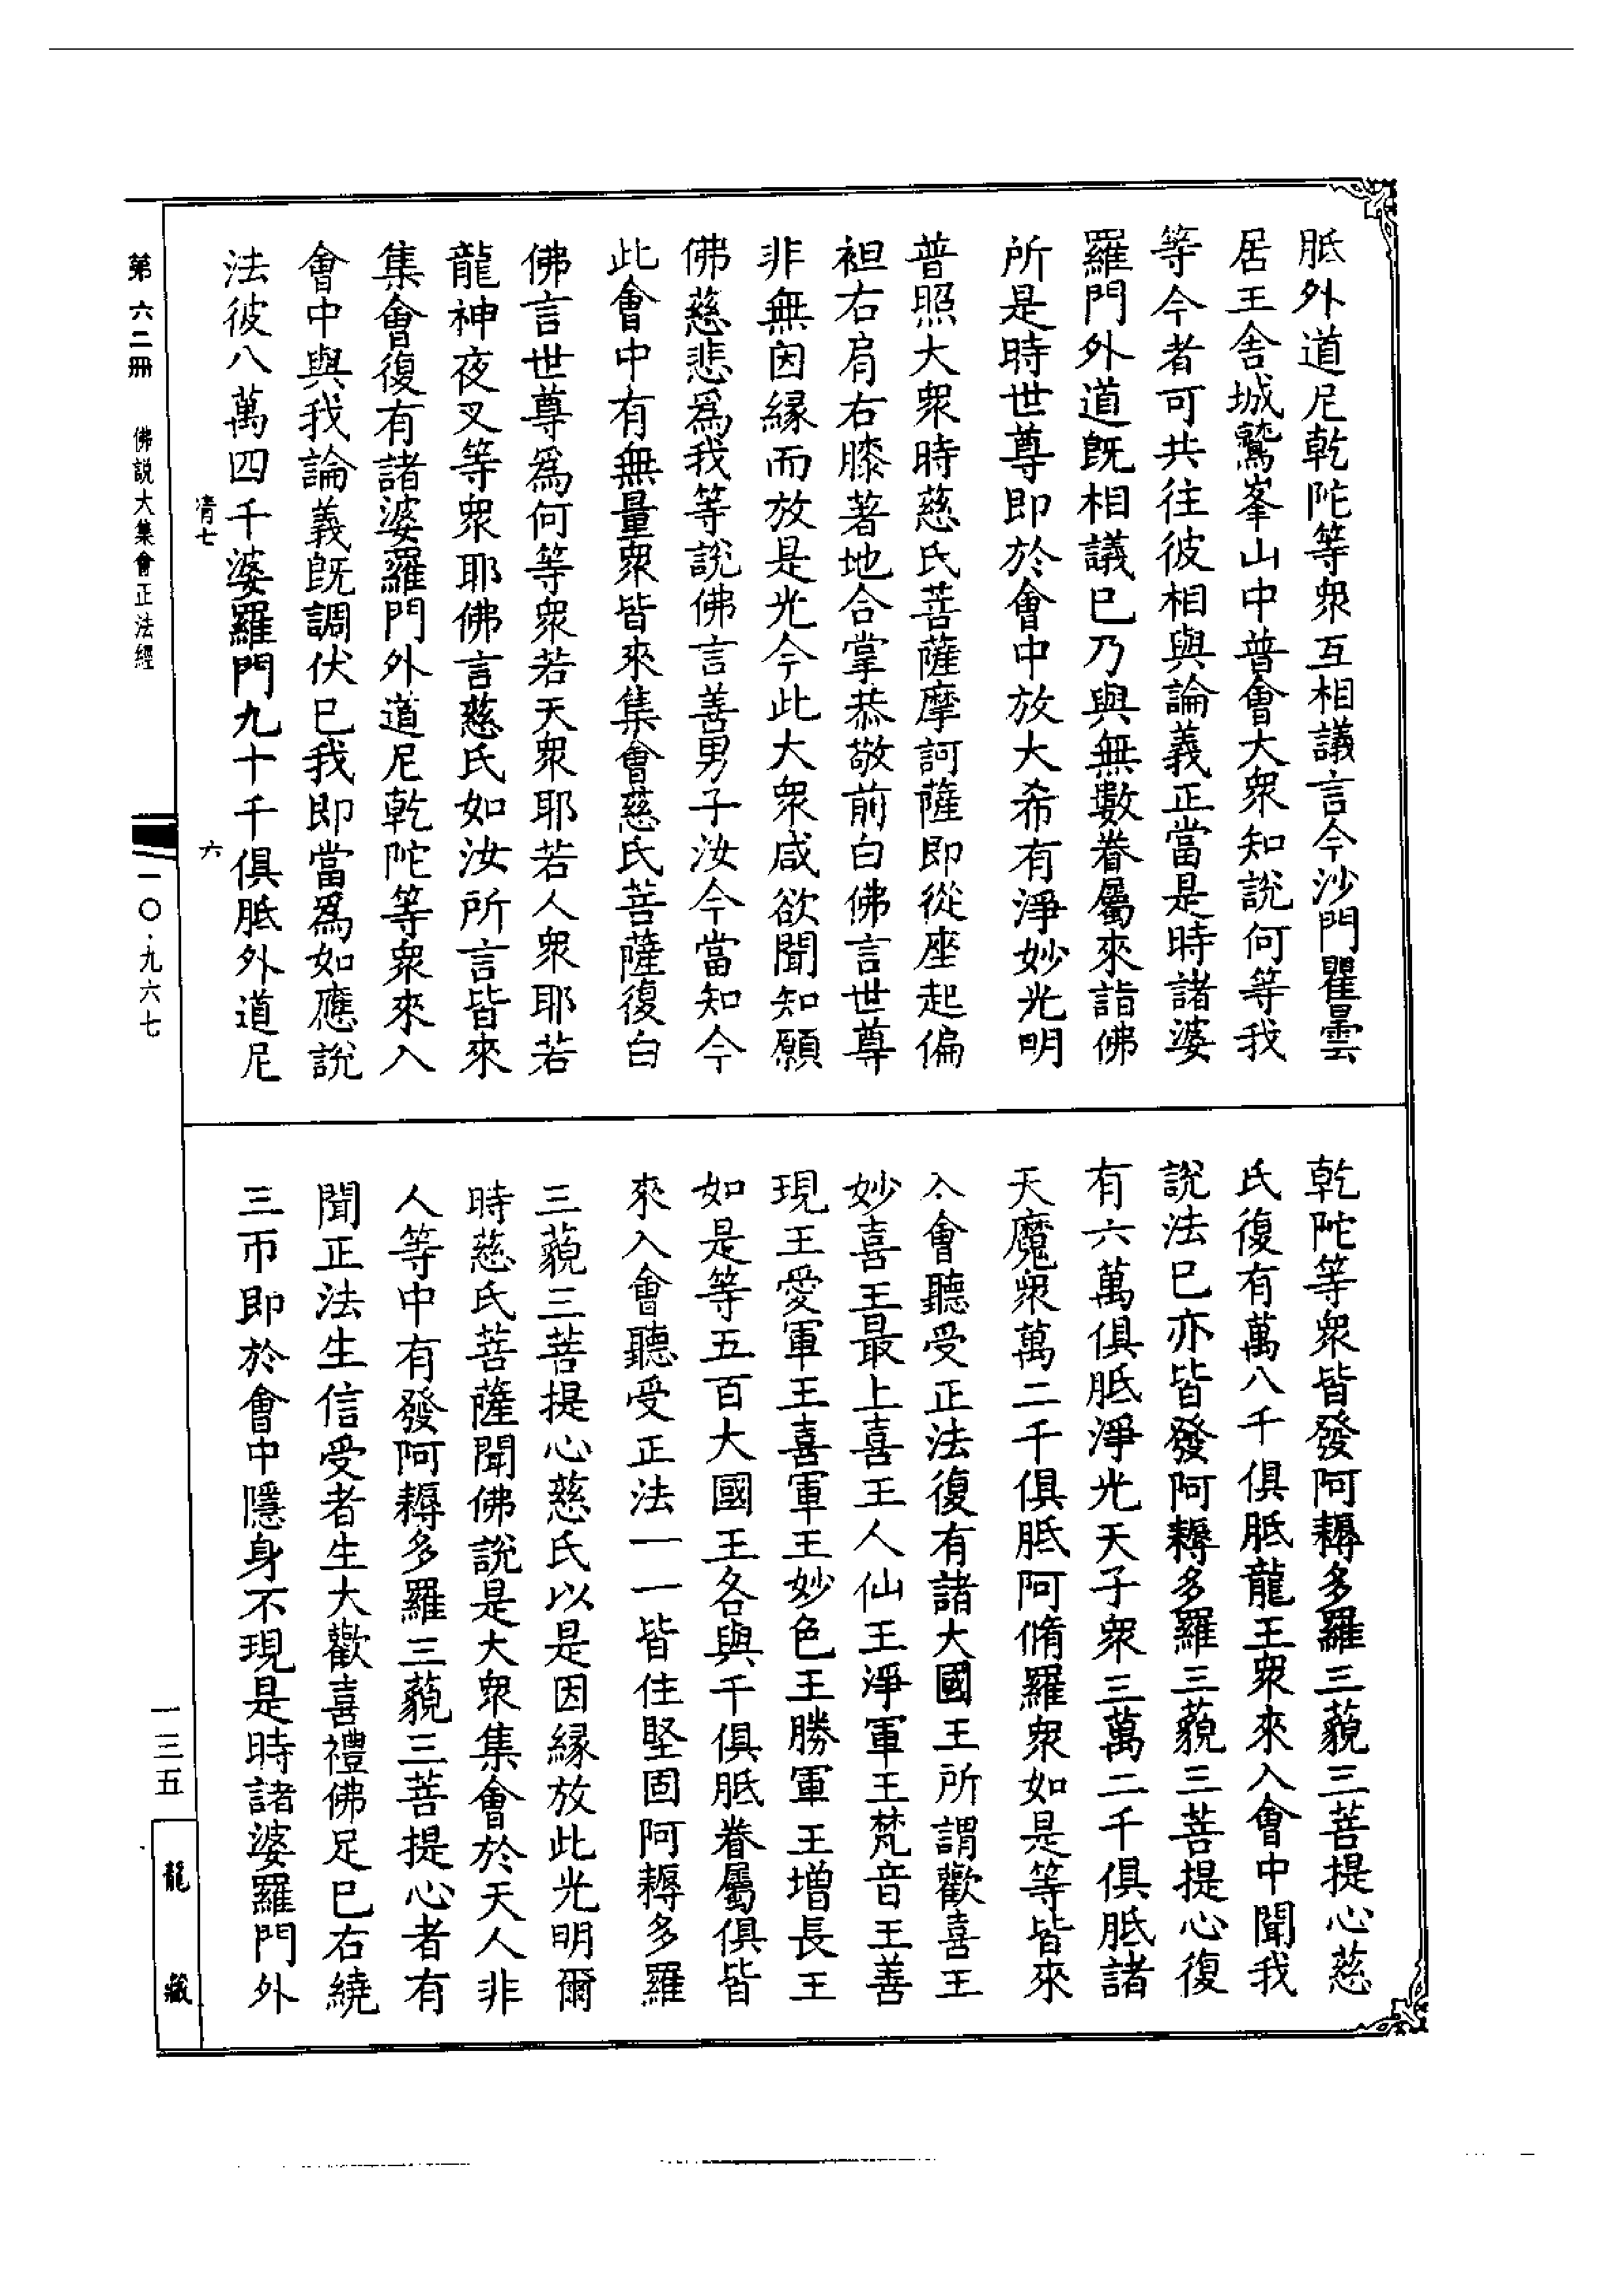 胝外道尼乾陀等衆互相議言今沙門瞿曇
居王舍城鷲峯山中普會大衆知說何等我
等今者可共往彼相與論義正當是時諸婆
羅門外道既相議已乃與無數眷屬來詣佛
所是時世尊即於會中放大希有淨妙光明
普照大衆時慈氏菩薩摩訶薩即從座起偏
袒右肩右膝著地合掌恭敬前白佛言世尊
非無因緣而放是光今此大衆咸欲聞知願
佛慈悲爲我等說佛言善男子汝今當知今
此會中有無量衆皆來集會慈氏菩薩復白
佛言世尊爲何等衆若天衆耶若人衆耶若
龍神夜叉等衆耶佛言慈氏如汝所言皆來
集會復有諸婆羅門外道尼乾陀等衆來入
會中與我論義既調伏已我即當爲如應說
法彼八萬四千婆羅門九十千俱胝外道尼
乾陀等衆皆發阿耨多羅三藐三菩提心慈
氏復有萬八千俱胝龍王衆來入會中聞我
說法已亦皆發阿耨多羅三藐三菩提心復
有六萬俱胝淨光天子衆三萬二千俱胝諸
天魔衆萬二千俱胝阿脩羅衆如是等皆來
入會聽受正法復有諸大國王所謂歡喜王
妙喜王最上喜王人仙王淨軍王梵音王善
現王愛軍王喜軍王妙色王勝軍王增長王
如是等五百大國王各與千俱胝眷屬俱皆
來入會聽受正法一一皆住堅固阿耨多羅
三藐三菩提心慈氏以是因緣放此光明爾
時慈氏菩薩聞佛說是大衆集會於天人非
人等中有發阿耨多羅三藐三菩提心者有
聞正法生信受者生大歡喜禮佛足已右繞
三帀即於會中隱身不現是時諸婆羅門外
清七
六
第六二冊
佛說大集會正法經
一〇·九六七
一三五
龍藏